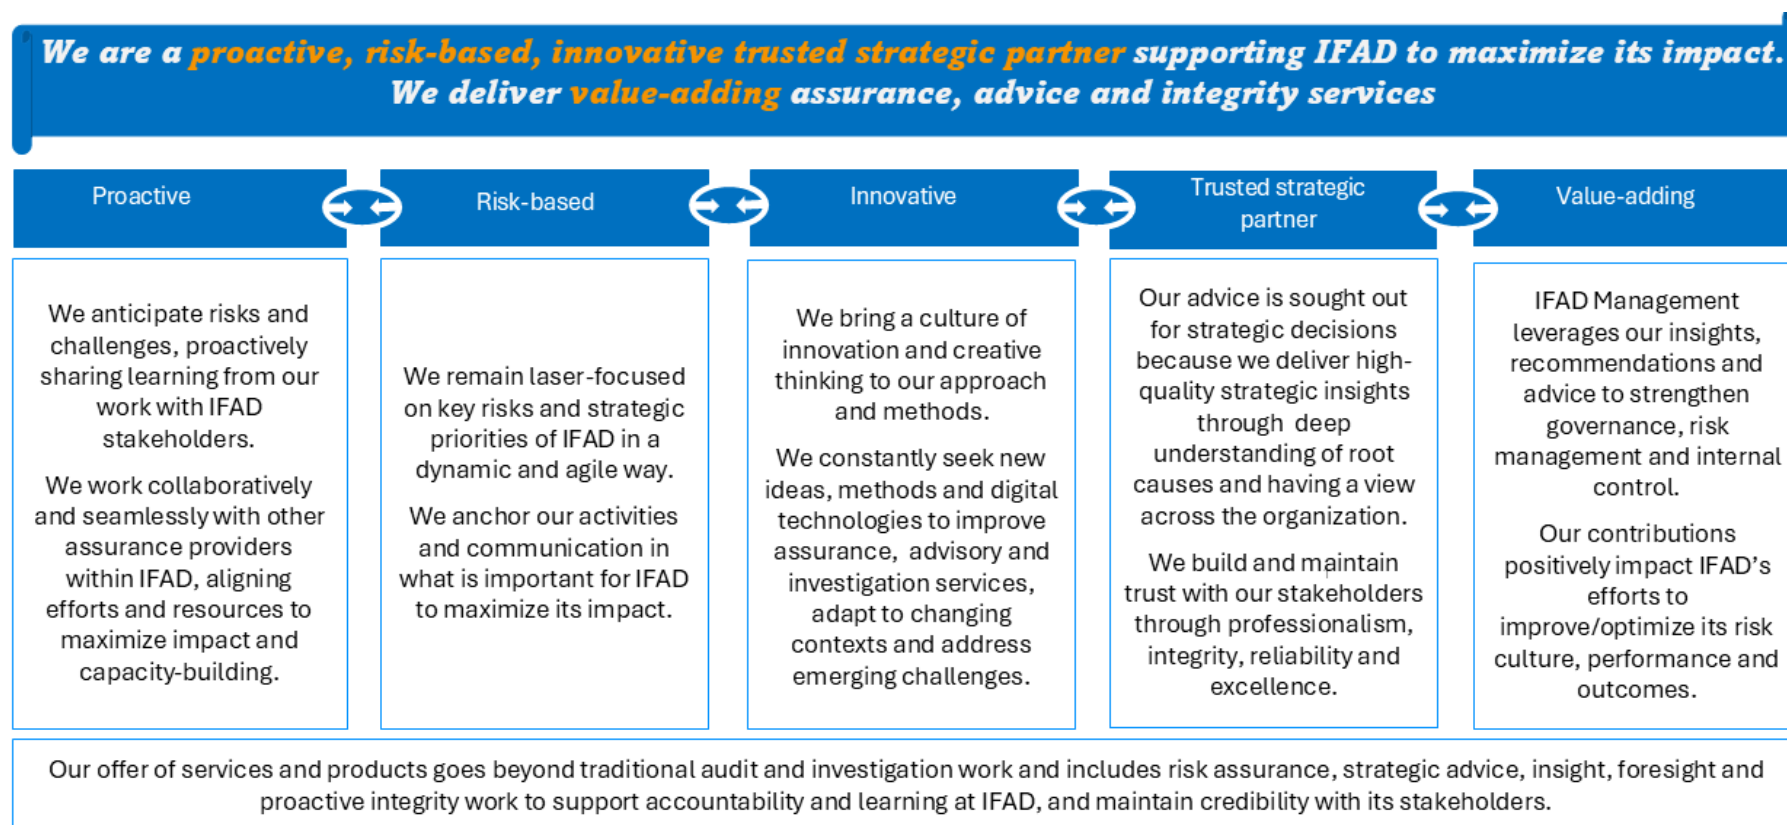 We are a proactive, risk-based, innovative trusted strategic partner supporting IFAD to maximize its impact.
We deliver value-adding assurance, advice and integrity services
Proactive
We anticipate risks and
challenges, proactively
sharing learning from our
work with IFAD
stakeholders.
We work collaboratively
and seamlessly with other
assurance providers
within IFAD, aligning
efforts and resources to
maximize impact and
capacity-building.
Risk-based
We remain laser-focused
on key risks and strategic
priorities of IFAD in a
dynamic and agile way.
We anchor our activities
and communication in
what is important for IFAD
to maximize its impact.
Innovative
We bring a culture of
innovation and creative
thinking to our approach
and methods.
We constantly seek new
ideas, methods and digital
technologies to improve
assurance, advisory and
investigation services,
adapt to changing
contexts and address
emerging challenges.
Trusted strategic
partner
Our advice is sought out
for strategic decisions
because we deliver high-
quality strategic insights
through deep
understanding of root
causes and having a view
across the organization.
We build and maintain
trust with our stakeholders
through professionalism,
integrity, reliability and
excellence.
Value-adding
IFAD Management
leverages our insights,
recommendations and
advice to strengthen
governance, risk
management and internal
control.
Our contributions
positively impact IFAD’s
efforts to
improve/optimize its risk
culture, performance and
outcomes.
Our offer of services and products goes beyond traditional audit and investigation work and includes risk assurance, strategic advice, insight, foresight and
proactive integrity work to support accountability and learning at IFAD, and maintain credibility with its stakeholders.